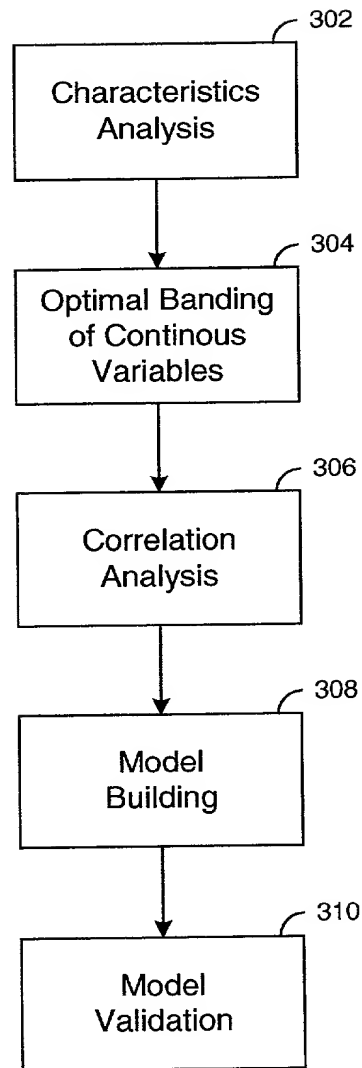 302
Characteristics
Analysis
304
Optimal Banding
of Continous
Variables
306
Correlation
Analysis
308
Model
Building
310
Model
Validation